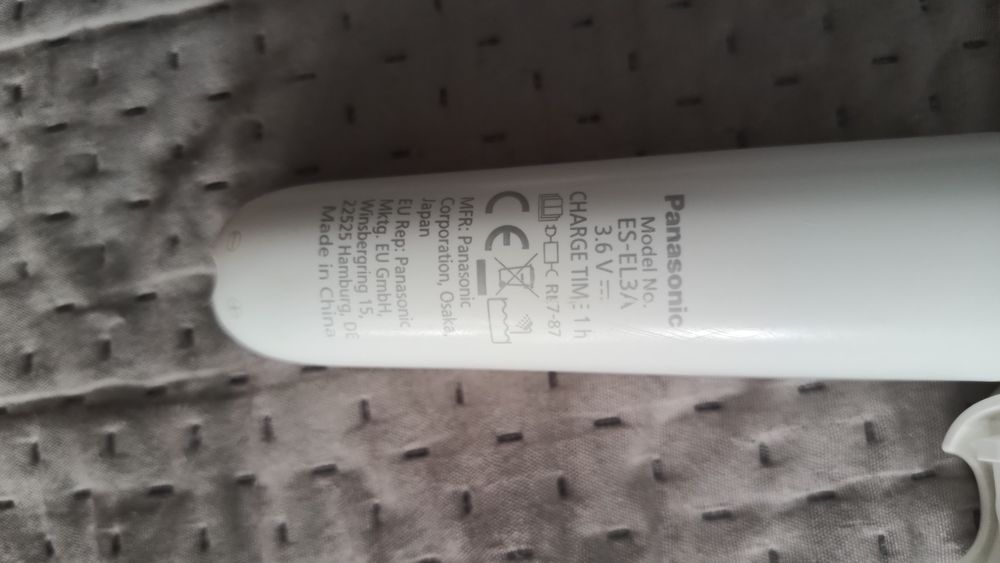 Panasonic
Model No.
ES-EL3A
3.6 V
CHARGE TIME 1 h
RE7-87
CE
MFR: Panasonic
Corporation, Osaka,
Japan
EU Rep: Panasonic
Mktg. EU GmbH,
Winsbergring 15,
22525 Hamburg, DE
Made in China